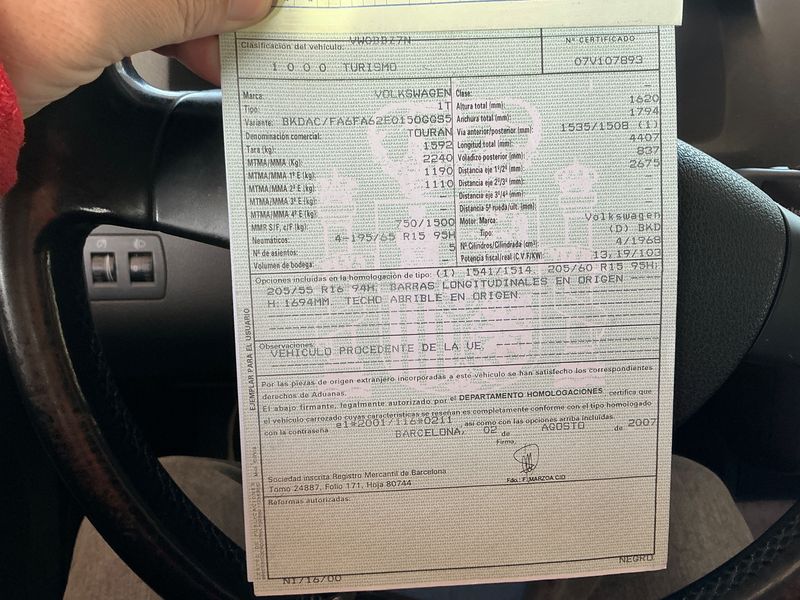 Clasificación del vehículo:
1000 TURISMO
Nº CERTIFICADO
07V107893
Marca: VOLKSWAGEN
Tipo: 1T
Variante: BKDAC/FA6FA62E0150GGS5
Denominación comercial: TOURAN
Tara (kg): 1592
MTMA/MMA (Kg): 2240
MTMA/MMA 1º E (kg): 1190
MTMA/MMA 2º E (kg): 1110
MTMA/MMA 3º E (kg): -
MTMA/MMA 4º E (kg): -
MMR S/F, c/F (kg): 750/1500
Neumáticos: 4-195/65 R15 95H
Nº de asientos: 5
Volumen de bodega: -
Clase: -
Altura total (mm): 1620
Anchura total (mm): 1794
Vía anterior/posterior (mm): 1535/1508 (1)
Longitud total (mm): 4407
Voladizo posterior (mm): 837
Distancia eje 1º/2º (mm): 2675
Distancia eje 2º/3º (mm): -
Distancia eje 3º/4º (mm): -
Distancia 5ª rueda/últ. (mm): -
Motor: Marca: Volkswagen
Tipo: (D) BKD
Nº Cilindros/Cilindrada (cm³): 4/1968
Potencia fiscal/real (C.V.F/KW): 13,19/103
Opciones incluidas en la homologación de tipo: (1) 1541/1514. 205/60 R15 95H;
205/55 R16 94H. BARRAS LONGITUDINALES EN ORIGEN
H: 1694MM. TECHO ABRIBLE EN ORIGEN.
Observaciones:
VEHICULO PROCEDENTE DE LA UE.
Por las piezas de origen extranjero incorporadas a este vehículo se han satisfecho los correspondientes
derechos de Aduanas.
El abajo firmante, legalmente autorizado por el DEPARTAMENTO HOMOLOGACIONES, certifica que
el vehículo carrozado cuyas características se reseñan es completamente conforme con el tipo homologado
con la contraseña e1*2001/116*0211 así como con las opciones arriba incluidas.
BARCELONA, 02 de AGOSTO de 2007
Firma,
Fdo.: F. MARZOA CID
Sociedad inscrita Registro Mercantil de Barcelona
Tomo 24887, Folio 171, Hoja 80744
Reformas autorizadas:
NEGRO
N1/16/00
EJEMPLAR PARA EL USUARIO